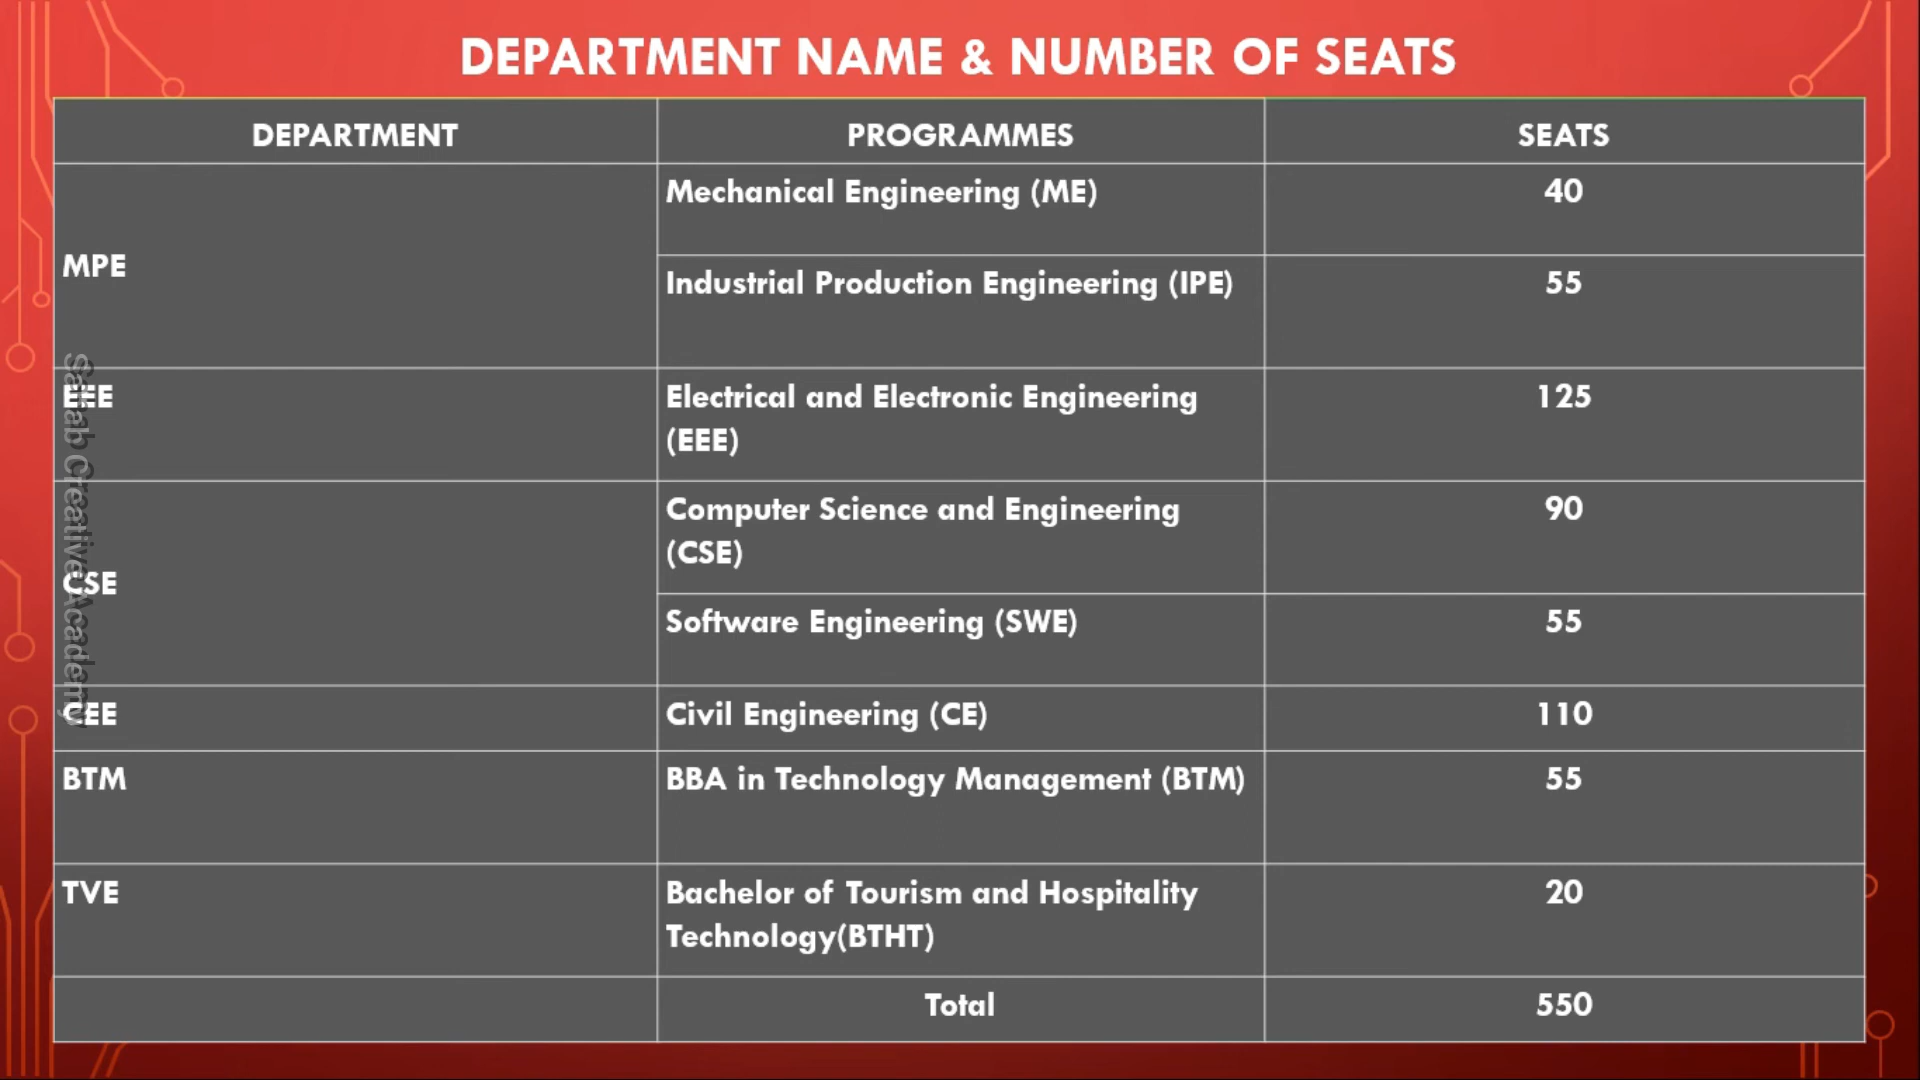 DEPARTMENT NAME & NUMBER OF SEATS
DEPARTMENT PROGRAMMES SEATS
MPE
Mechanical Engineering (ME) 40
Industrial Production Engineering (IPE) 55
EEE Electrical and Electronic Engineering 125
(EEE)
CSE
Computer Science and Engineering 90
(CSE)
Software Engineering (SWE) 55
CEE Civil Engineering (CE) 110
BTM BBA in Technology Management (BTM) 55
TVE Bachelor of Tourism and Hospitality 20
Technology(BTHT)
Total 550
Creative Academy